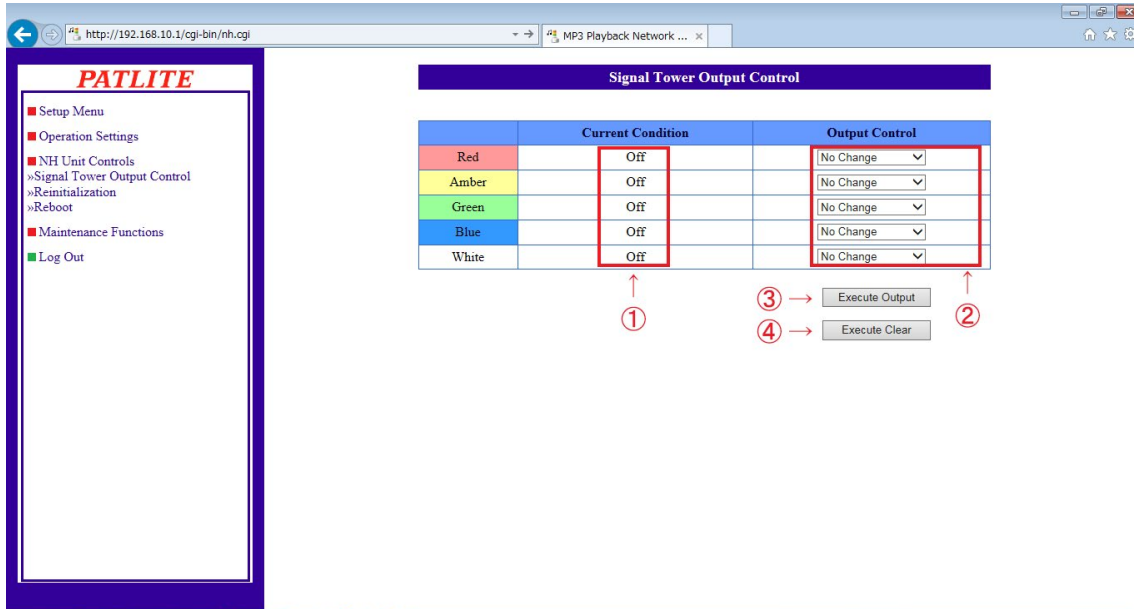 http://192.168.10.1/cgi-bin/nh.cgi
MP3 Playback Network ...
PATLITE
Setup Menu
Operation Settings
NH Unit Controls
»Signal Tower Output Control
»Reinitialization
»Reboot
Maintenance Functions
Log Out
Signal Tower Output Control
Current Condition Output Control
Red Off No Change
Amber Off No Change
Green Off No Change
Blue Off No Change
White Off No Change
① ②
③ Execute Output
④ Execute Clear